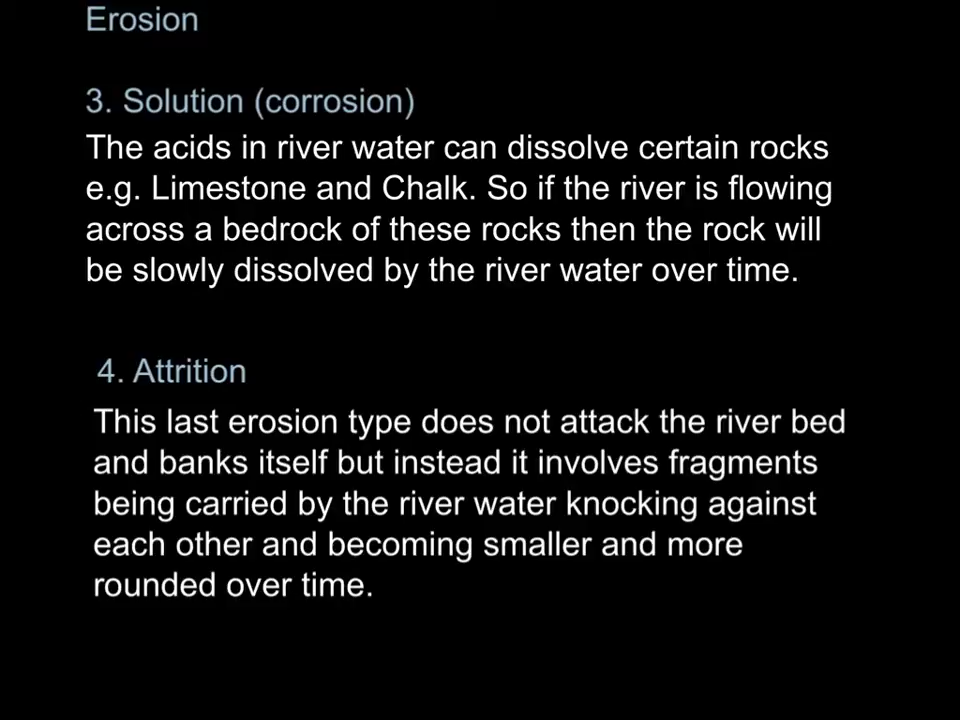 Erosion
3. Solution (corrosion)
The acids in river water can dissolve certain rocks
e.g. Limestone and Chalk. So if the river is flowing
across a bedrock of these rocks then the rock will
be slowly dissolved by the river water over time.
4. Attrition
This last erosion type does not attack the river bed
and banks itself but instead it involves fragments
being carried by the river water knocking against
each other and becoming smaller and more
rounded over time.